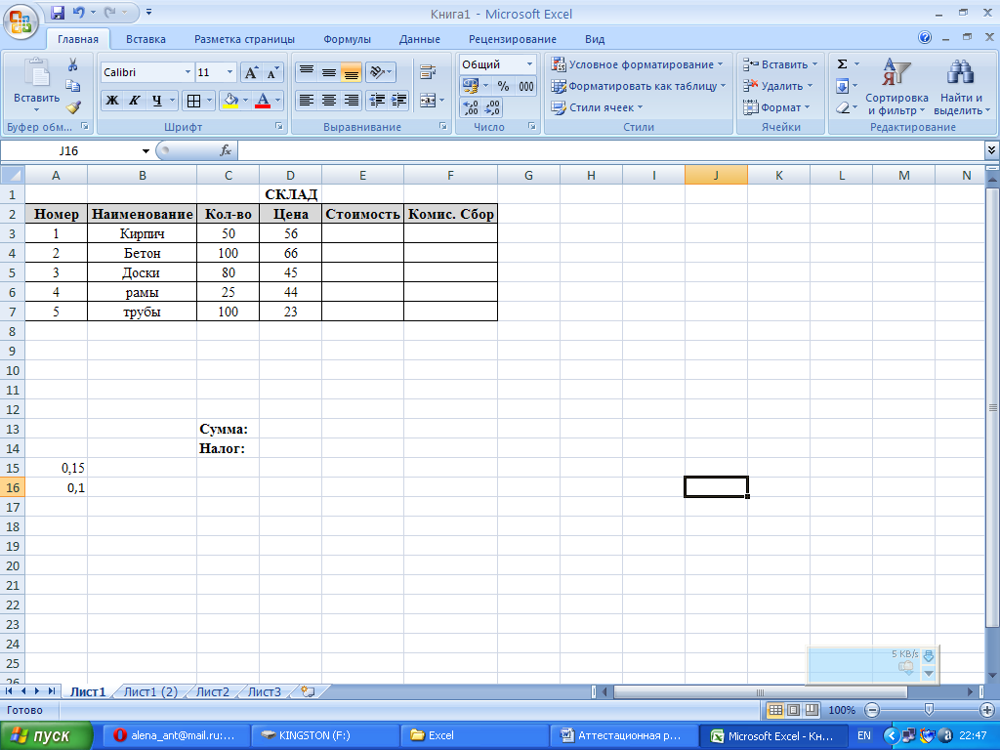 Книга1 - Microsoft Excel
Главная Вставка Разметка страницы Формулы Данные Рецензирование Вид
Вставить
Буфер обм...
Calibri 11
Ж К Ч
Шрифт
Выравнивание
Общий
% 000
Число
Условное форматирование
Форматировать как таблицу
Стили ячеек
Стили
Вставить
Удалить
Формат
Ячейки
Σ
Сортировка и фильтр
Найти и выделить
Редактирование
J16 fx
A B C D E F G H I J K L M N
1 СКЛАД
2 Номер Наименование Кол-во Цена Стоимость Комис. Сбор
3 1 Кирпич 50 56
4 2 Бетон 100 66
5 3 Доски 80 45
6 4 рамы 25 44
7 5 трубы 100 23
8
9
10
11
12
13 Сумма:
14 Налог:
15 0,15
16 0,1
17
18
19
20
21
22
23
24
25
26
5 KB/s
Лист1 Лист1 (2) Лист2 Лист3
Готово 100%
пуск alena_ant@mail.ru:... KINGSTON (F:) Excel Аттестационная р... Microsoft Excel - Кн... EN 22:47